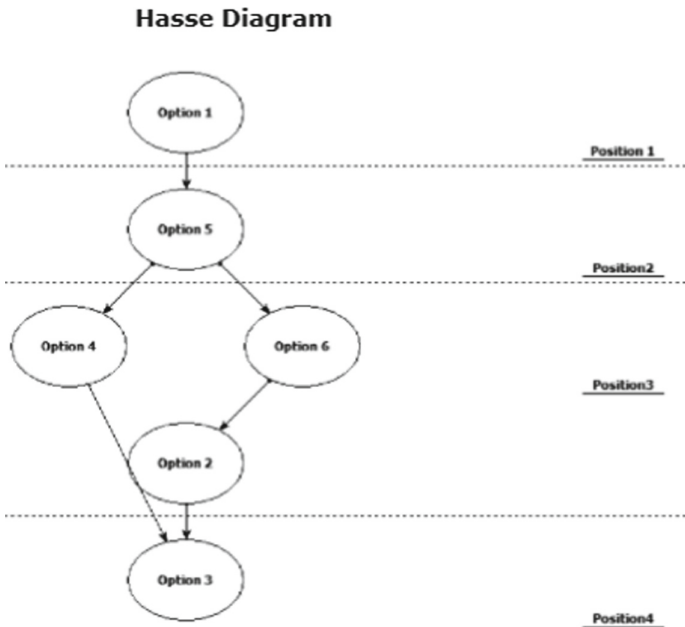 Hasse Diagram
Option 1
Position 1
Option 5
Position2
Option 4
Option 6
Position3
Option 2
Option 3
Position4